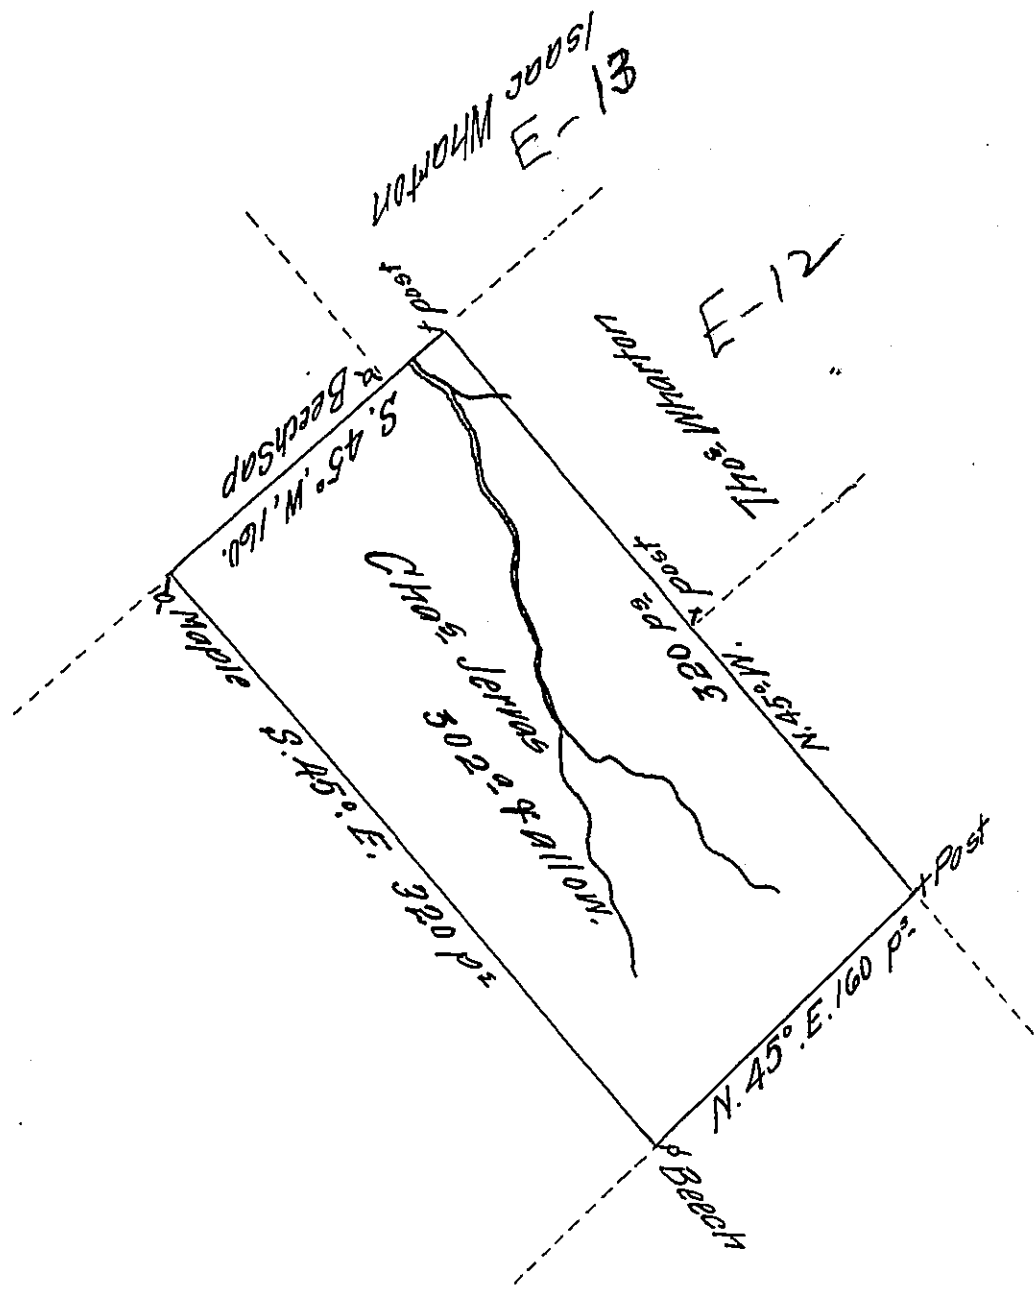 Isaac Wharton
E-13
post
BeechSap
S. 45°. W, 160.
Thos. Wharton
E-12
post
Maple
Chas. Jervas
302 a. & allow.
320 ps.
N. 45°. W.
S. 45°. E. 320 ps
Post
N. 45°. E. 160 ps.
Beech